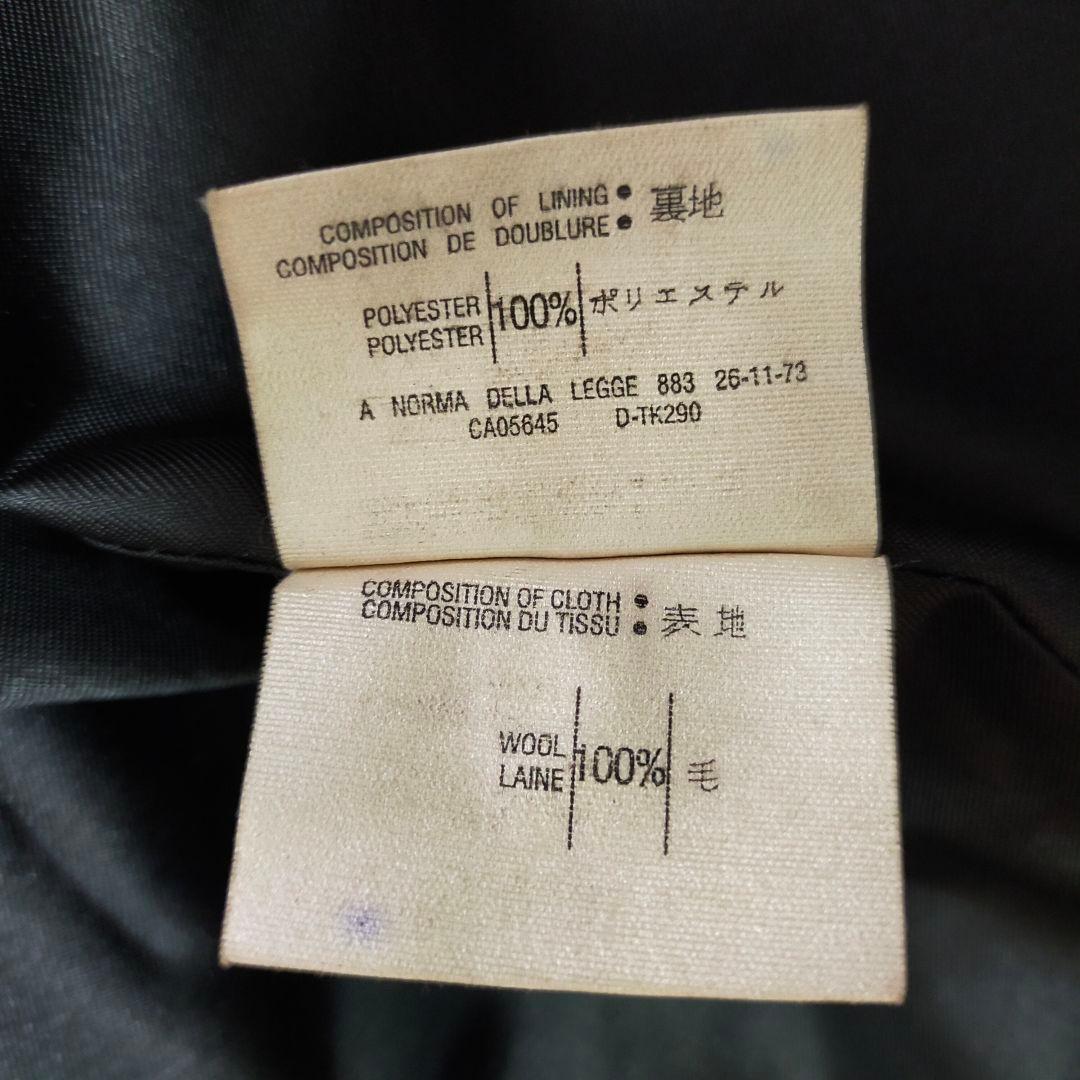 COMPOSITION OF LINING ● 裏地
COMPOSITION DE DOUBLURE ●
POLYESTER 100% ポリエステル
POLYESTER
A NORMA DELLA LEGGE 883 26-11-73
CA05645 D-TK290
COMPOSITION OF CLOTH ● 表地
COMPOSITION DU TISSU ●
WOOL 100% 毛
LAINE